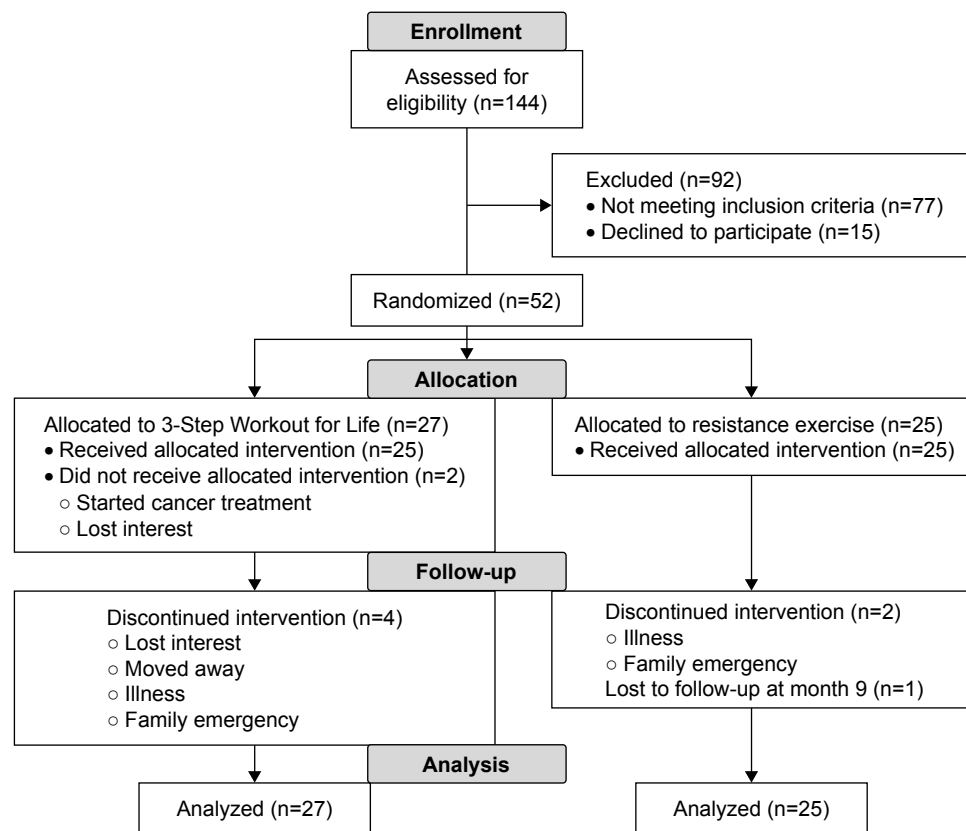 Enrollment
Assessed for
eligibility (n=144)
Excluded (n=92)
• Not meeting inclusion criteria (n=77)
• Declined to participate (n=15)
Randomized (n=52)
Allocation
Allocated to 3-Step Workout for Life (n=27)
• Received allocated intervention (n=25)
• Did not receive allocated intervention (n=2)
○ Started cancer treatment
○ Lost interest
Allocated to resistance exercise (n=25)
• Received allocated intervention (n=25)
Follow-up
Discontinued intervention (n=4)
○ Lost interest
○ Moved away
○ Illness
○ Family emergency
Discontinued intervention (n=2)
○ Illness
○ Family emergency
Lost to follow-up at month 9 (n=1)
Analysis
Analyzed (n=27)
Analyzed (n=25)